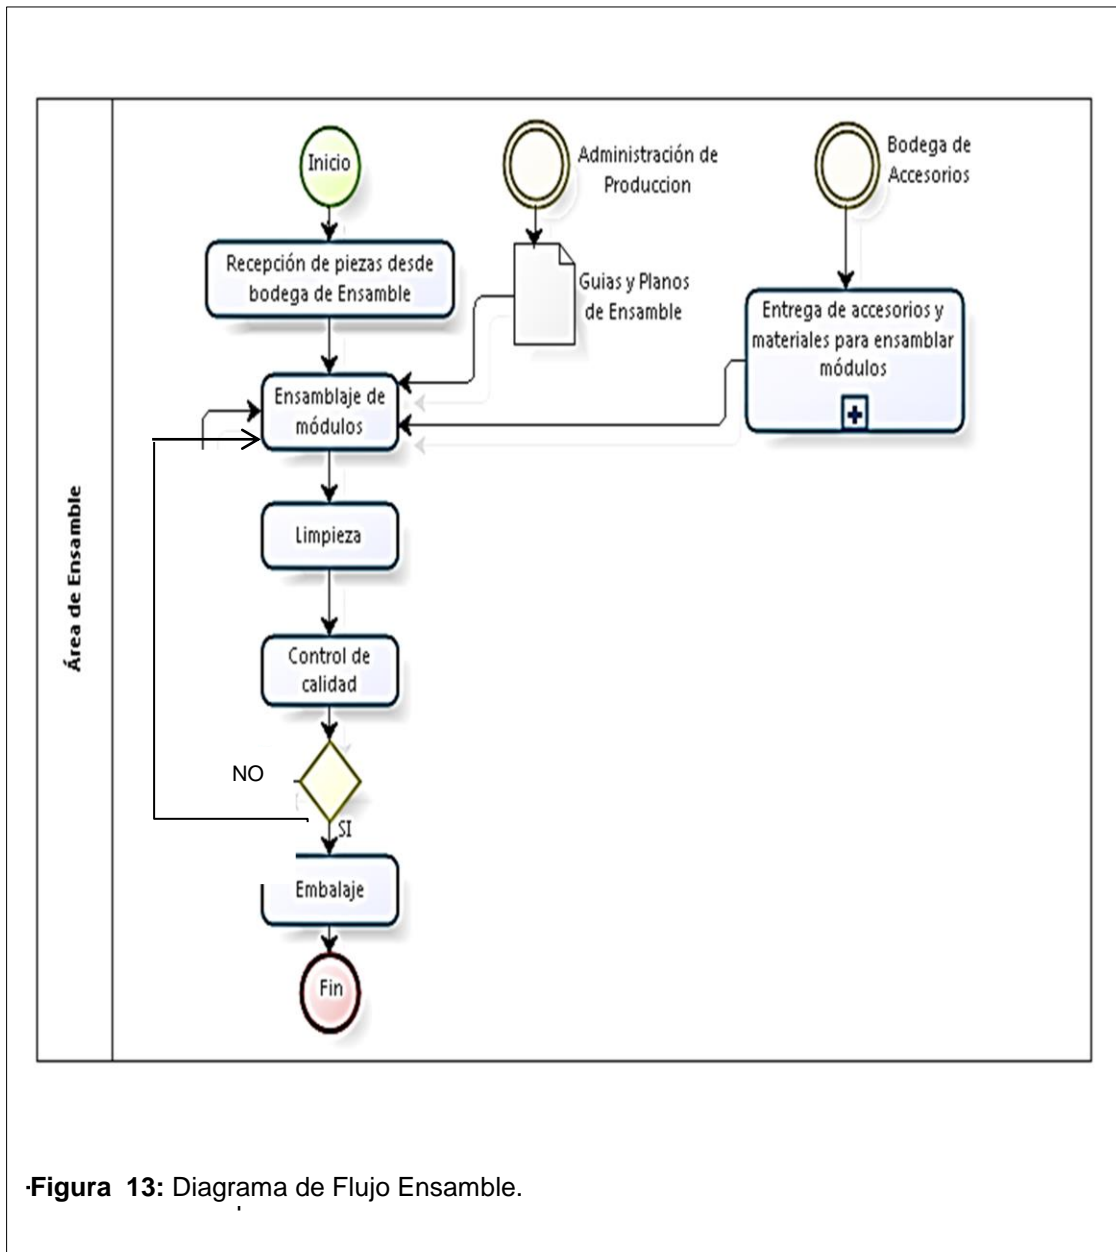 Área de Ensamble
Inicio
Administración de
Produccion
Bodega de
Accesorios
Recepción de piezas desde
bodega de Ensamble
Guias y Planos
de Ensamble
Entrega de accesorios y
materiales para ensamblar
módulos
Ensamblaje de
módulos
Limpieza
Control de
calidad
NO
SI
Embalaje
Fin
Figura 13: Diagrama de Flujo Ensamble.